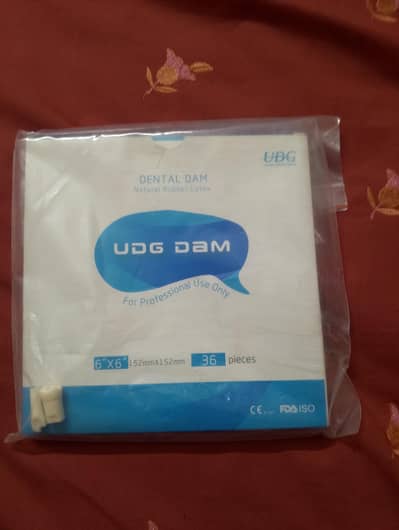 UDG
DENTAL DAM
Natural Rubber Latex
UDG DaM
For Professional Use Only
6"X6" 152mmX152mm 36 pieces
CE FDA ISO